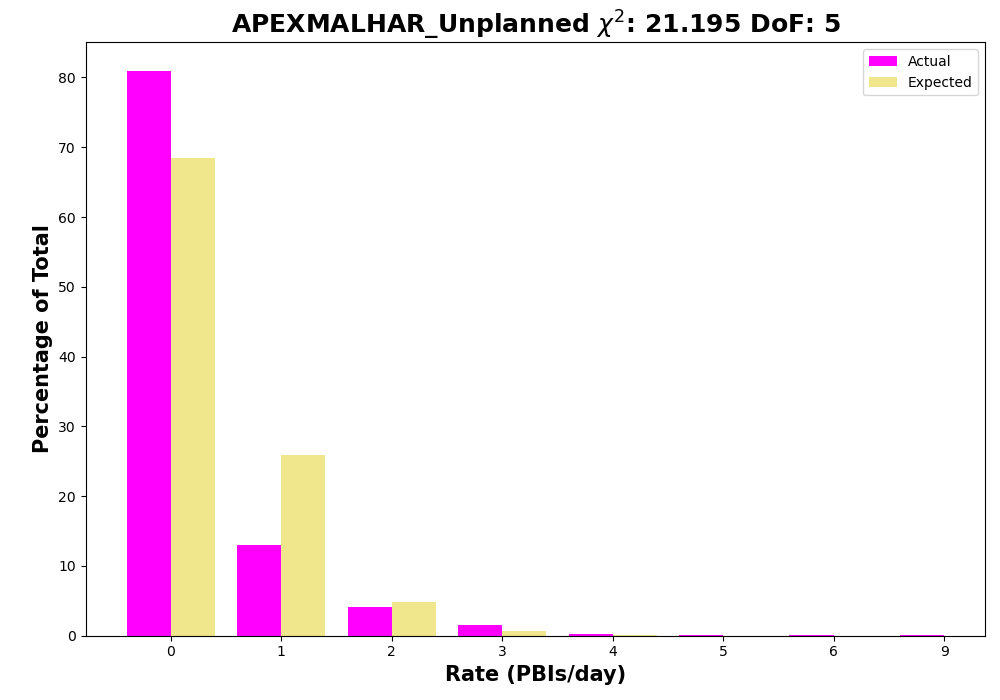 APEXMALHAR_Unplanned χ²: 21.195 DoF: 5
Actual
Expected
Percentage of Total
80
70
60
50
40
30
20
10
0
0 1 2 3 4 5 6 9
Rate (PBIs/day)